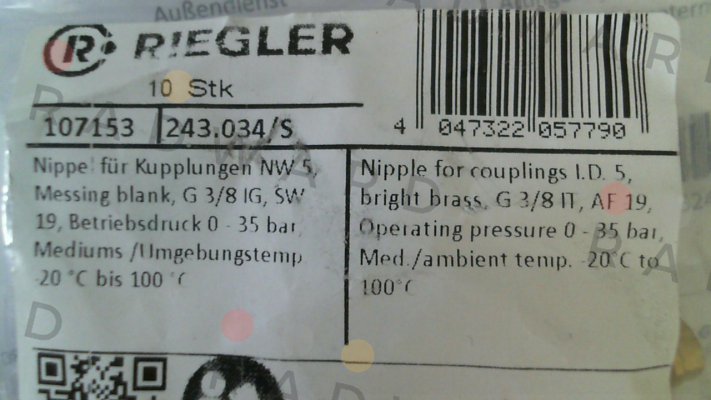 Außendienst
RIEGLER
10 Stk
107153 243.034/S
4 047322 057790
Nippel für Kupplungen NW 5,
Messing blank, G 3/8 IG, SW
19, Betriebsdruck 0 - 35 bar,
Mediums-/Umgebungstemp.
-20 °C bis 100 °C
Nipple for couplings I.D. 5,
bright brass, G 3/8 IT, AF 19,
Operating pressure 0 - 35 bar,
Med./ambient temp. -20°C to
100°C